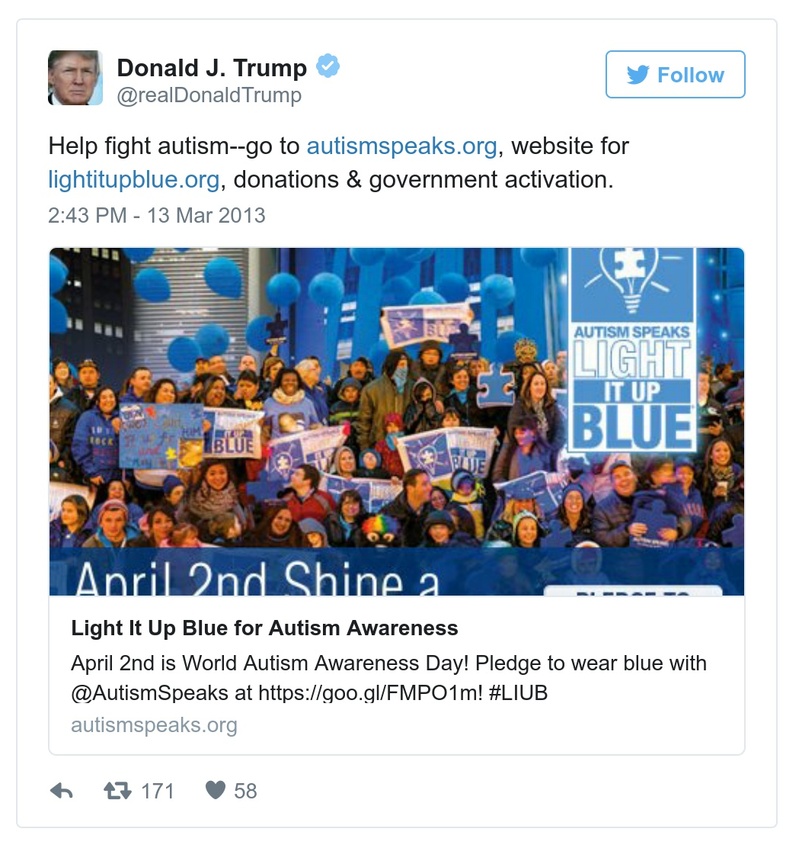 Donald J. Trump
@realDonaldTrump
Follow
Help fight autism--go to autismspeaks.org, website for
lightitupblue.org, donations & government activation.
2:43 PM - 13 Mar 2013
AUTISM SPEAKS
LIGHT
IT UP
BLUE
IT UP
BLUE
BLUE
April 2nd Shine a
PLEDGE TO
Light It Up Blue for Autism Awareness
April 2nd is World Autism Awareness Day! Pledge to wear blue with
@AutismSpeaks at https://goo.gl/FMPO1m! #LIUB
autismspeaks.org
171
58